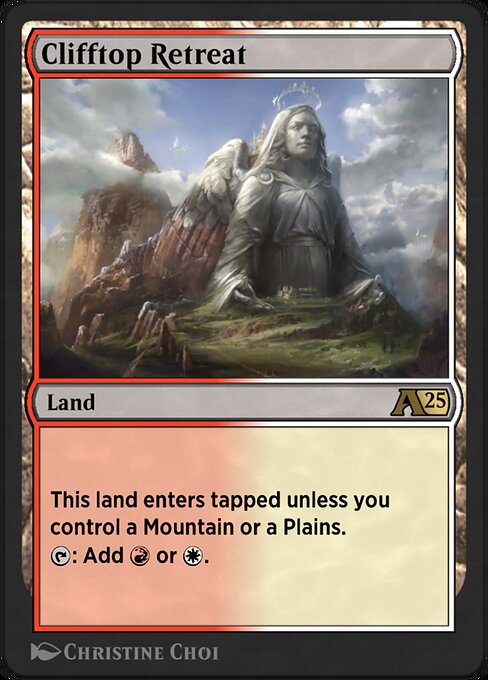 Clifftop Retreat
Land
A25
This land enters tapped unless you
control a Mountain or a Plains.
: Add or .
Christine Choi